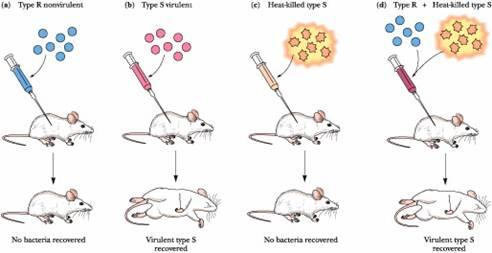 (a) Type R nonvirulent
(b) Type S virulent
(c) Heat-killed type S
(d) Type R + Heat-killed type S
No bacteria recovered
Virulent type S
recovered
No bacteria recovered
Virulent type S
recovered